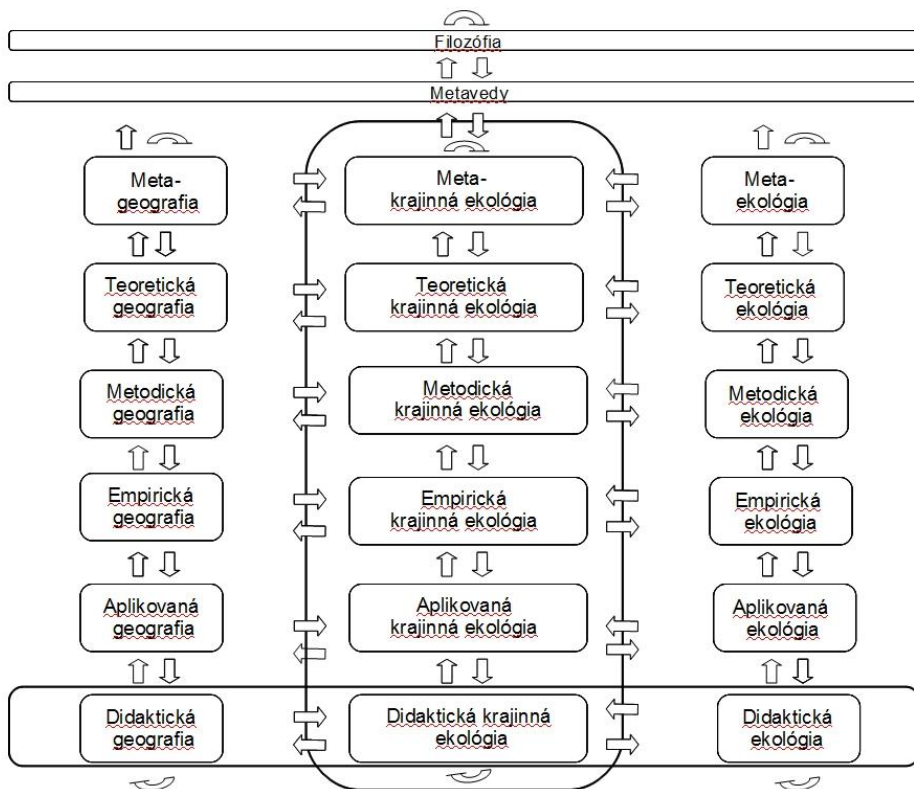 Filozófia
Metavedy
Meta-
geografia
Meta-
krajinná ekológia
Meta-
ekológia
Teoretická
geografia
Teoretická
krajinná ekológia
Teoretická
ekológia
Metodická
geografia
Metodická
krajinná ekológia
Metodická
ekológia
Empirická
geografia
Empirická
krajinná ekológia
Empirická
ekológia
Aplikovaná
geografia
Aplikovaná
krajinná ekológia
Aplikovaná
ekológia
Didaktická
geografia
Didaktická krajinná
ekológia
Didaktická
ekológia